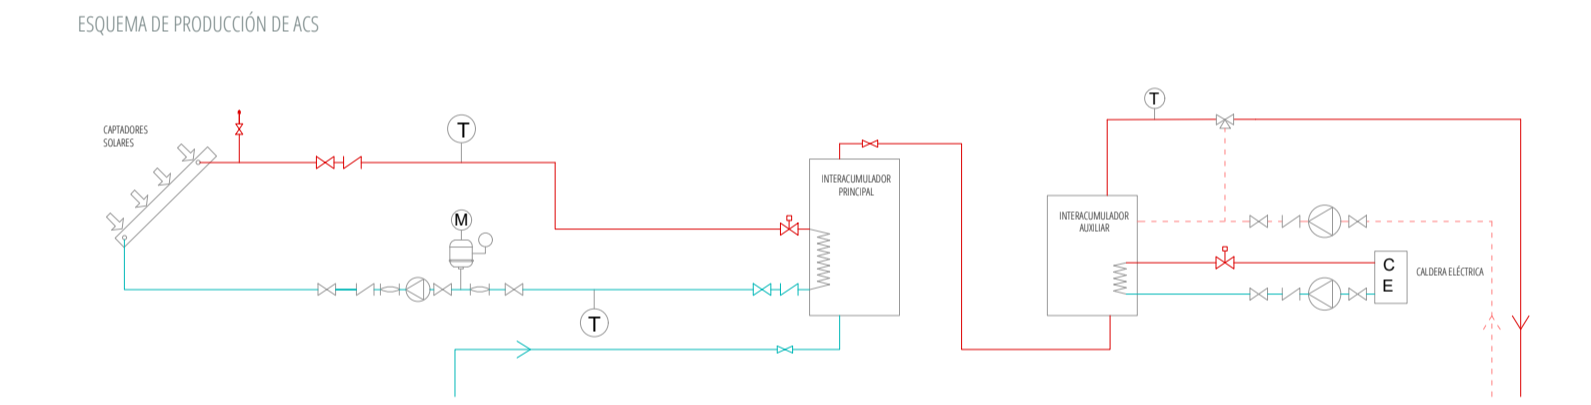 ESQUEMA DE PRODUCCIÓN DE ACS
T
CAPTADORES
SOLARES
T
INTERACUMULADOR
PRINCIPAL
M
INTERACUMULADOR
AUXILIAR
C
E
CALDERA ELÉCTRICA
T